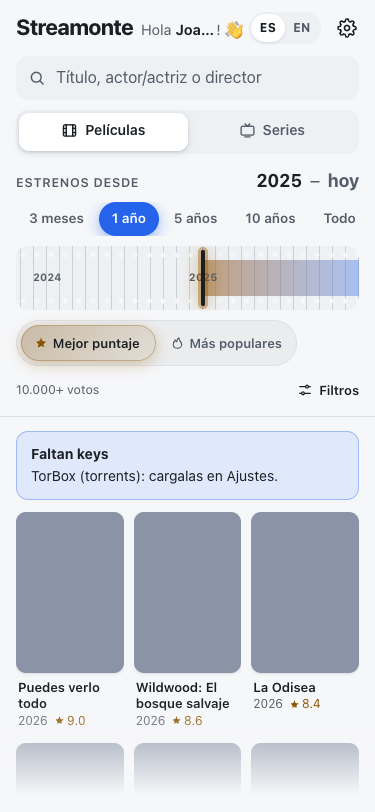 Streamonte Hola Joa...! 👋 ES EN
Título, actor/actriz o director
Películas Series
ESTRENOS DESDE 2025 – hoy
3 meses 1 año 5 años 10 años Todo
2024 2025
Mejor puntaje Más populares
10.000+ votos Filtros
Faltan keys
TorBox (torrents): cargalas en Ajustes.
Puedes verlo todo
2026 ★ 9.0
Wildwood: El bosque salvaje
2026 ★ 8.6
La Odisea
2026 ★ 8.4